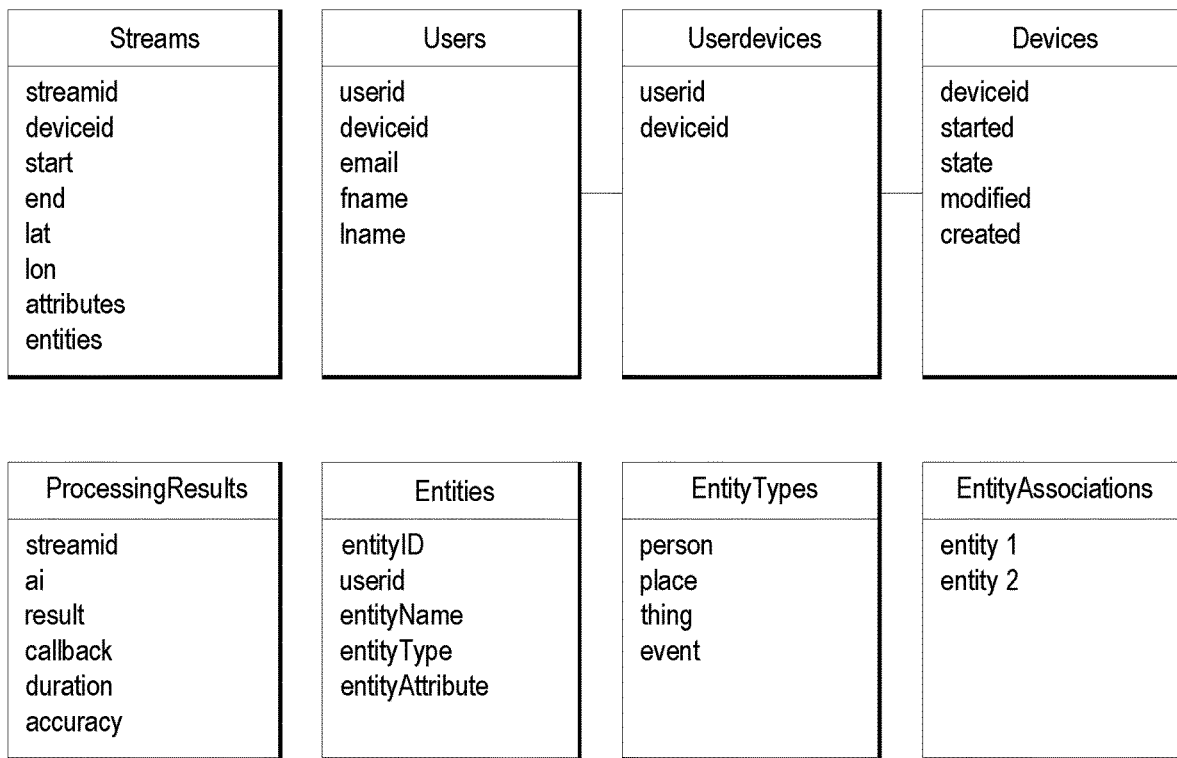 Streams
streamid
deviceid
start
end
lat
lon
attributes
entities
Users
userid
deviceid
email
fname
lname
Userdevices
userid
deviceid
Devices
deviceid
started
state
modified
created
ProcessingResults
streamid
ai
result
callback
duration
accuracy
Entities
entityID
userid
entityName
entityType
entityAttribute
EntityTypes
person
place
thing
event
EntityAssociations
entity 1
entity 2